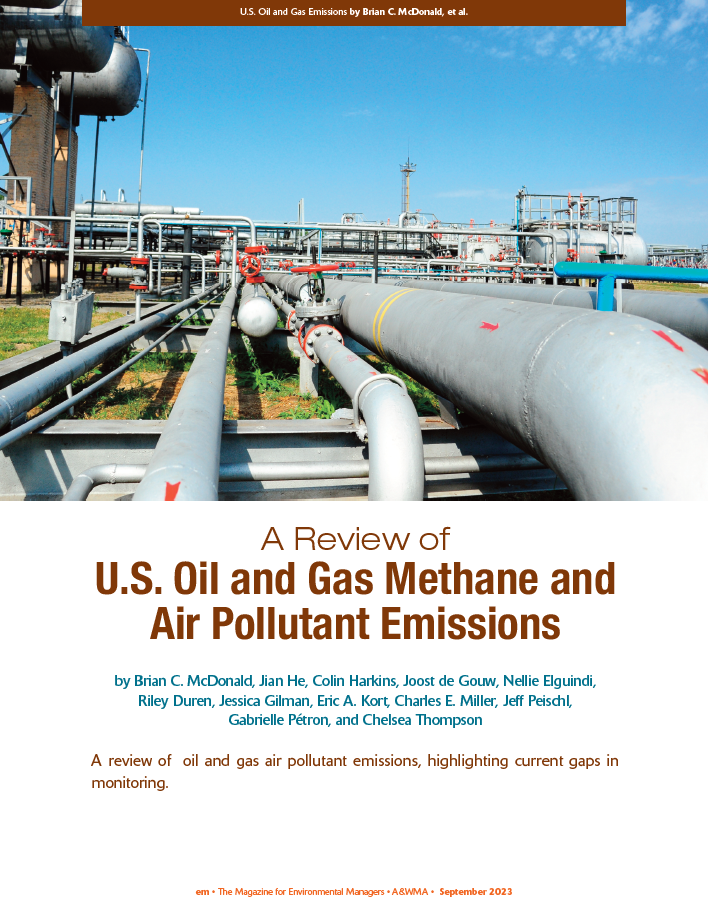 U.S. Oil and Gas Emissions by Brian C. McDonald, et al.
A Review of
U.S. Oil and Gas Methane and
Air Pollutant Emissions
by Brian C. McDonald, Jian He, Colin Harkins, Joost de Gouw, Nellie Elguindi,
Riley Duren, Jessica Gilman, Eric A. Kort, Charles E. Miller, Jeff Peischl,
Gabrielle Pétron, and Chelsea Thompson
A review of oil and gas air pollutant emissions, highlighting current gaps in
monitoring.
em • The Magazine for Environmental Managers • A&WMA • September 2023